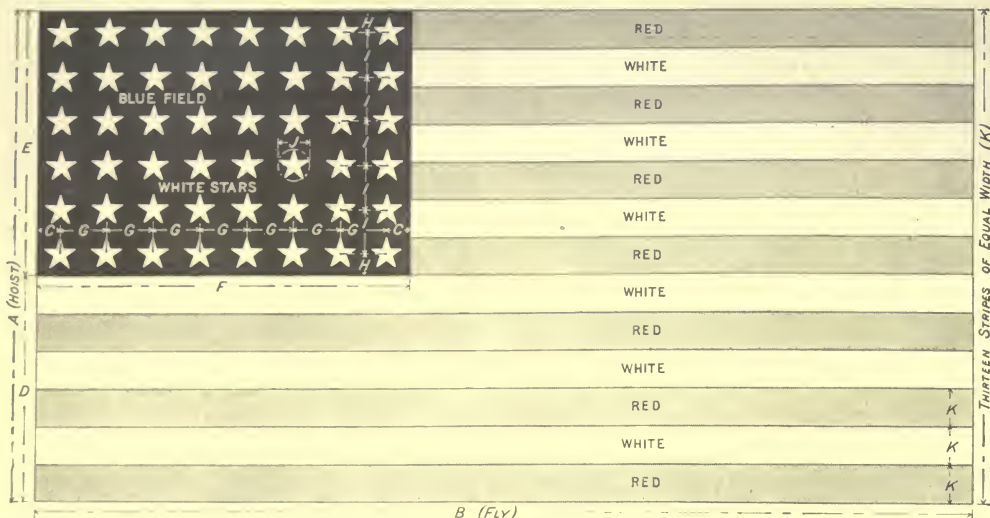 RED
WHITE
RED
WHITE
RED
WHITE
RED
WHITE
RED
WHITE
RED
WHITE
RED
BLUE FIELD
WHITE STARS
H
I
I
I
I
I
H
J
C G G G G G G G C
E
F
A (HOIST)
D
K
K
K
B (FLY)
THIRTEEN STRIPES OF EQUAL WIDTH (K)